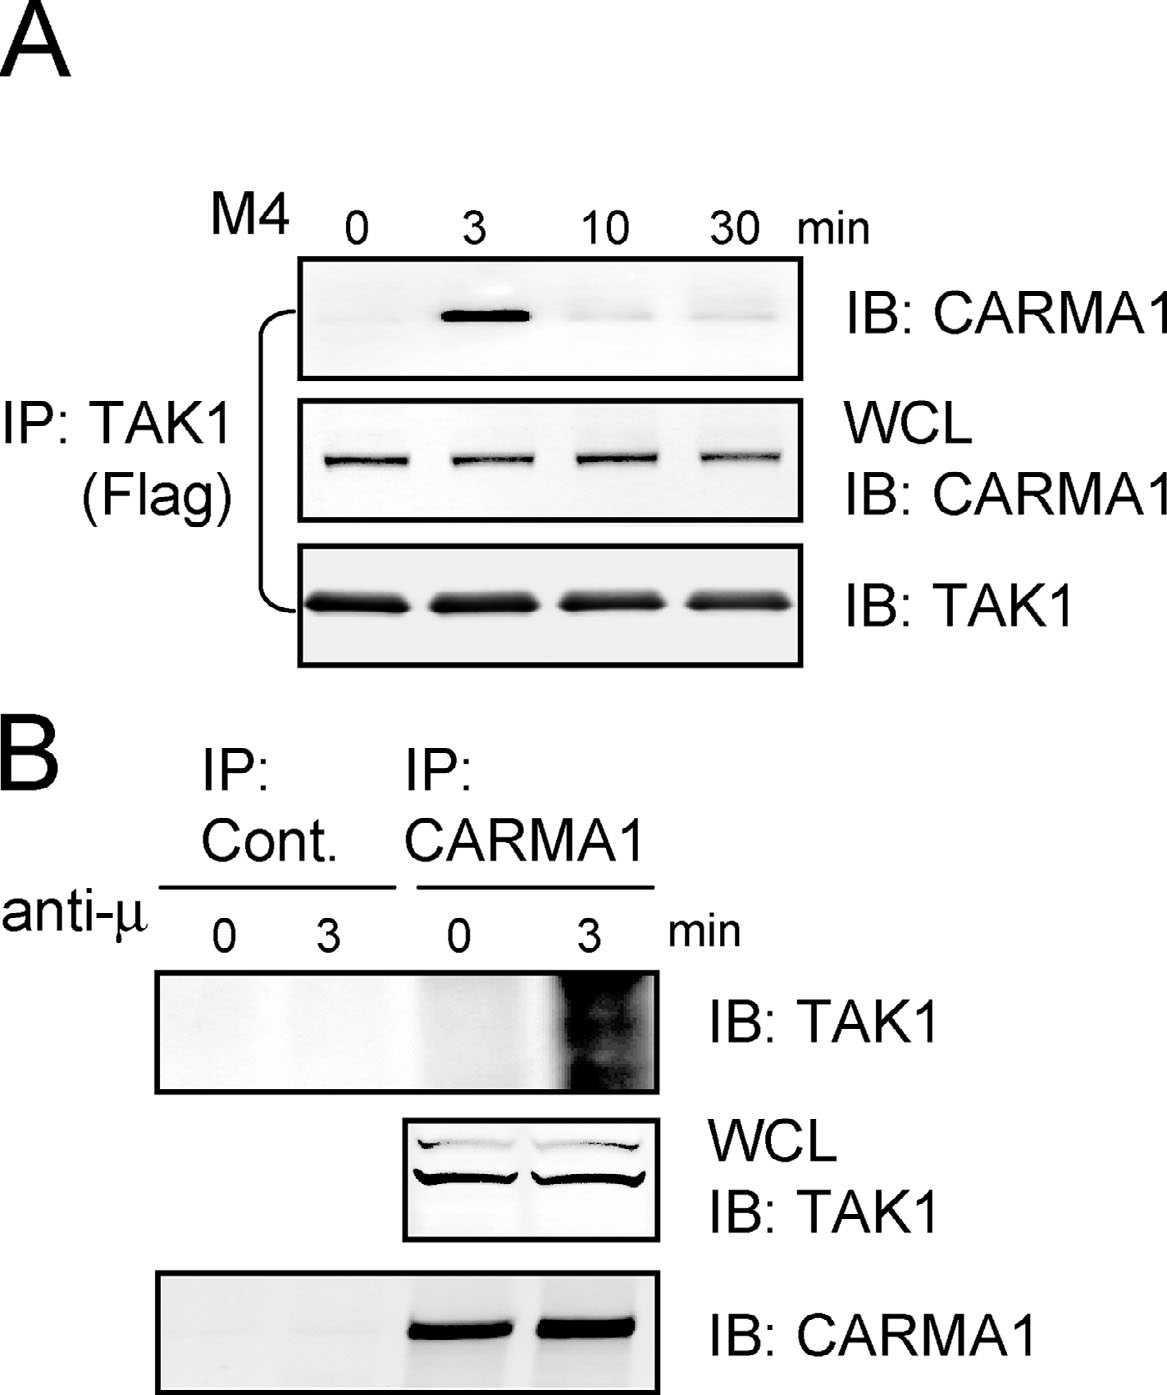 A
M4 0 3 10 30 min
IB: CARMA1
IP: TAK1
(Flag)
WCL
IB: CARMA1
IB: TAK1
B
IP:
Cont.
IP:
CARMA1
anti-μ 0 3 0 3 min
IB: TAK1
WCL
IB: TAK1
IB: CARMA1